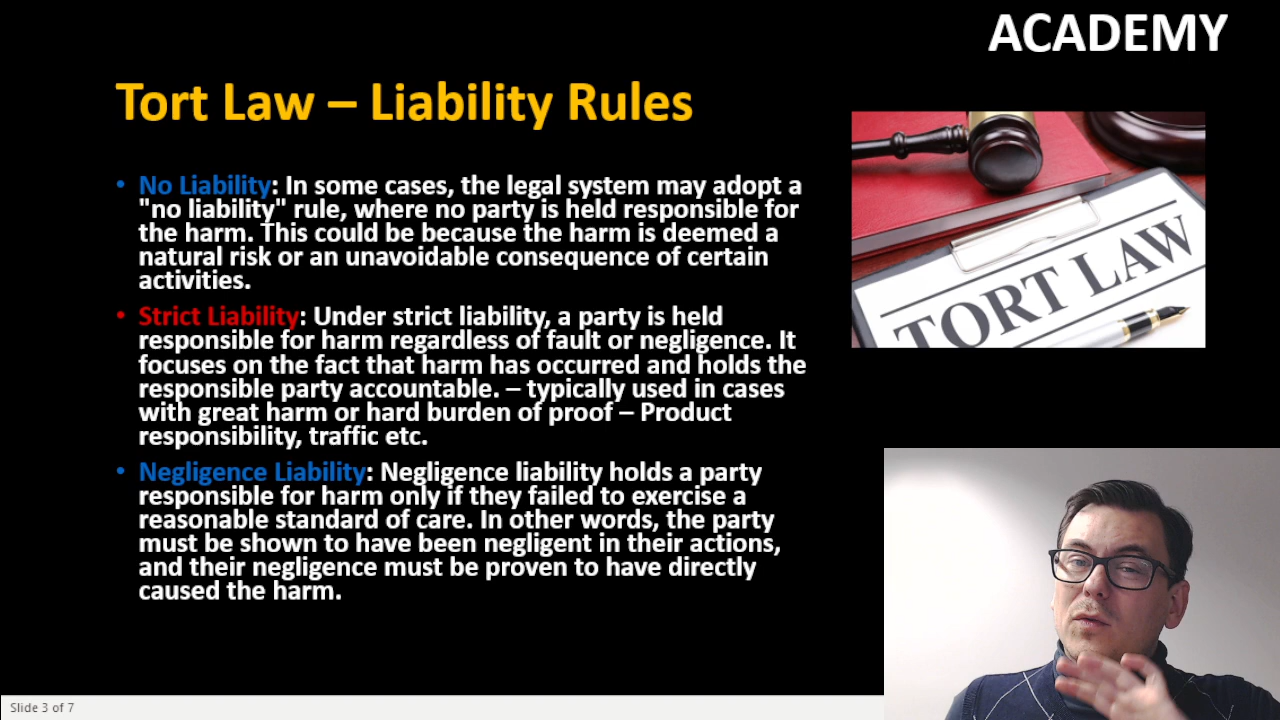 ACADEMY
Tort Law – Liability Rules
• No Liability: In some cases, the legal system may adopt a
"no liability" rule, where no party is held responsible for
the harm. This could be because the harm is deemed a
natural risk or an unavoidable consequence of certain
activities.
• Strict Liability: Under strict liability, a party is held
responsible for harm regardless of fault or negligence. It
focuses on the fact that harm has occurred and holds the
responsible party accountable. – typically used in cases
with great harm or hard burden of proof – Product
responsibility, traffic etc.
• Negligence Liability: Negligence liability holds a party
responsible for harm only if they failed to exercise a
reasonable standard of care. In other words, the party
must be shown to have been negligent in their actions,
and their negligence must be proven to have directly
caused the harm.
TORT LAW
Slide 3 of 7